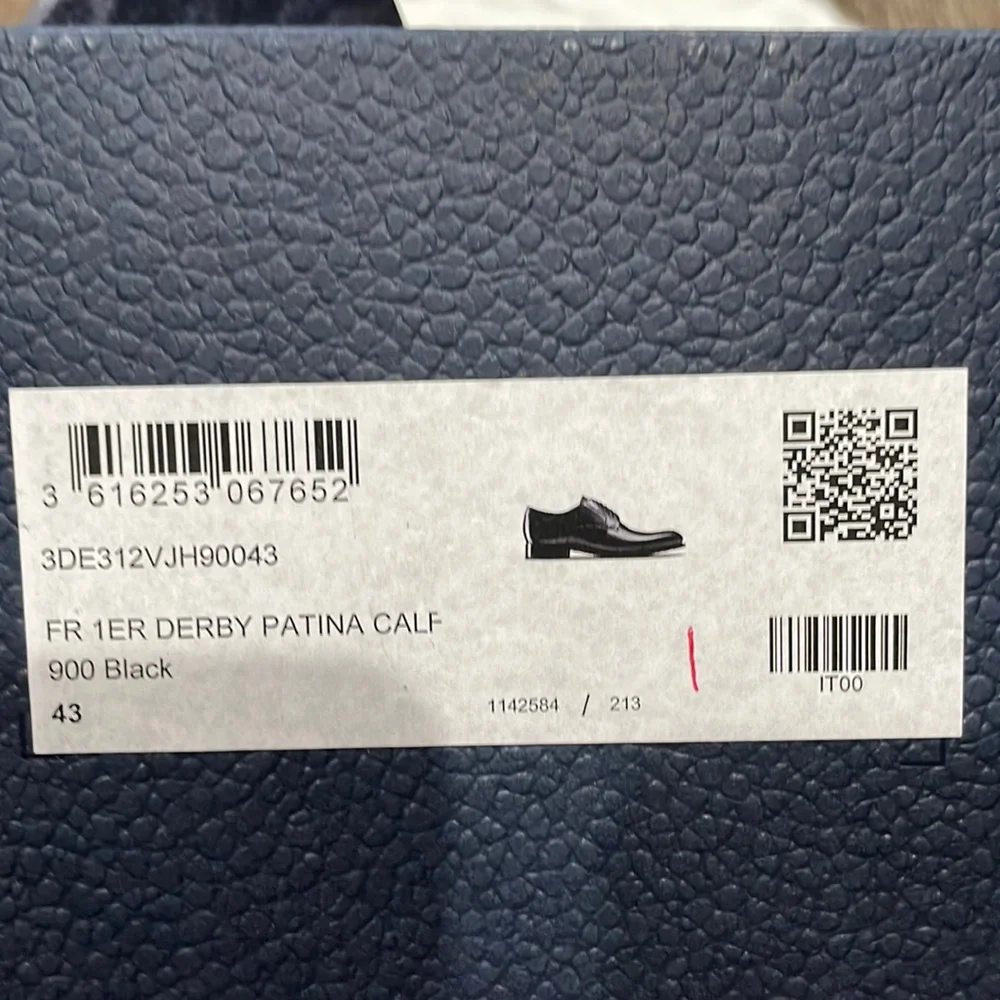 3 616253 067652
3DE312VJH90043
FR 1ER DERBY PATINA CALF
900 Black
43
1142584 / 213
IT00